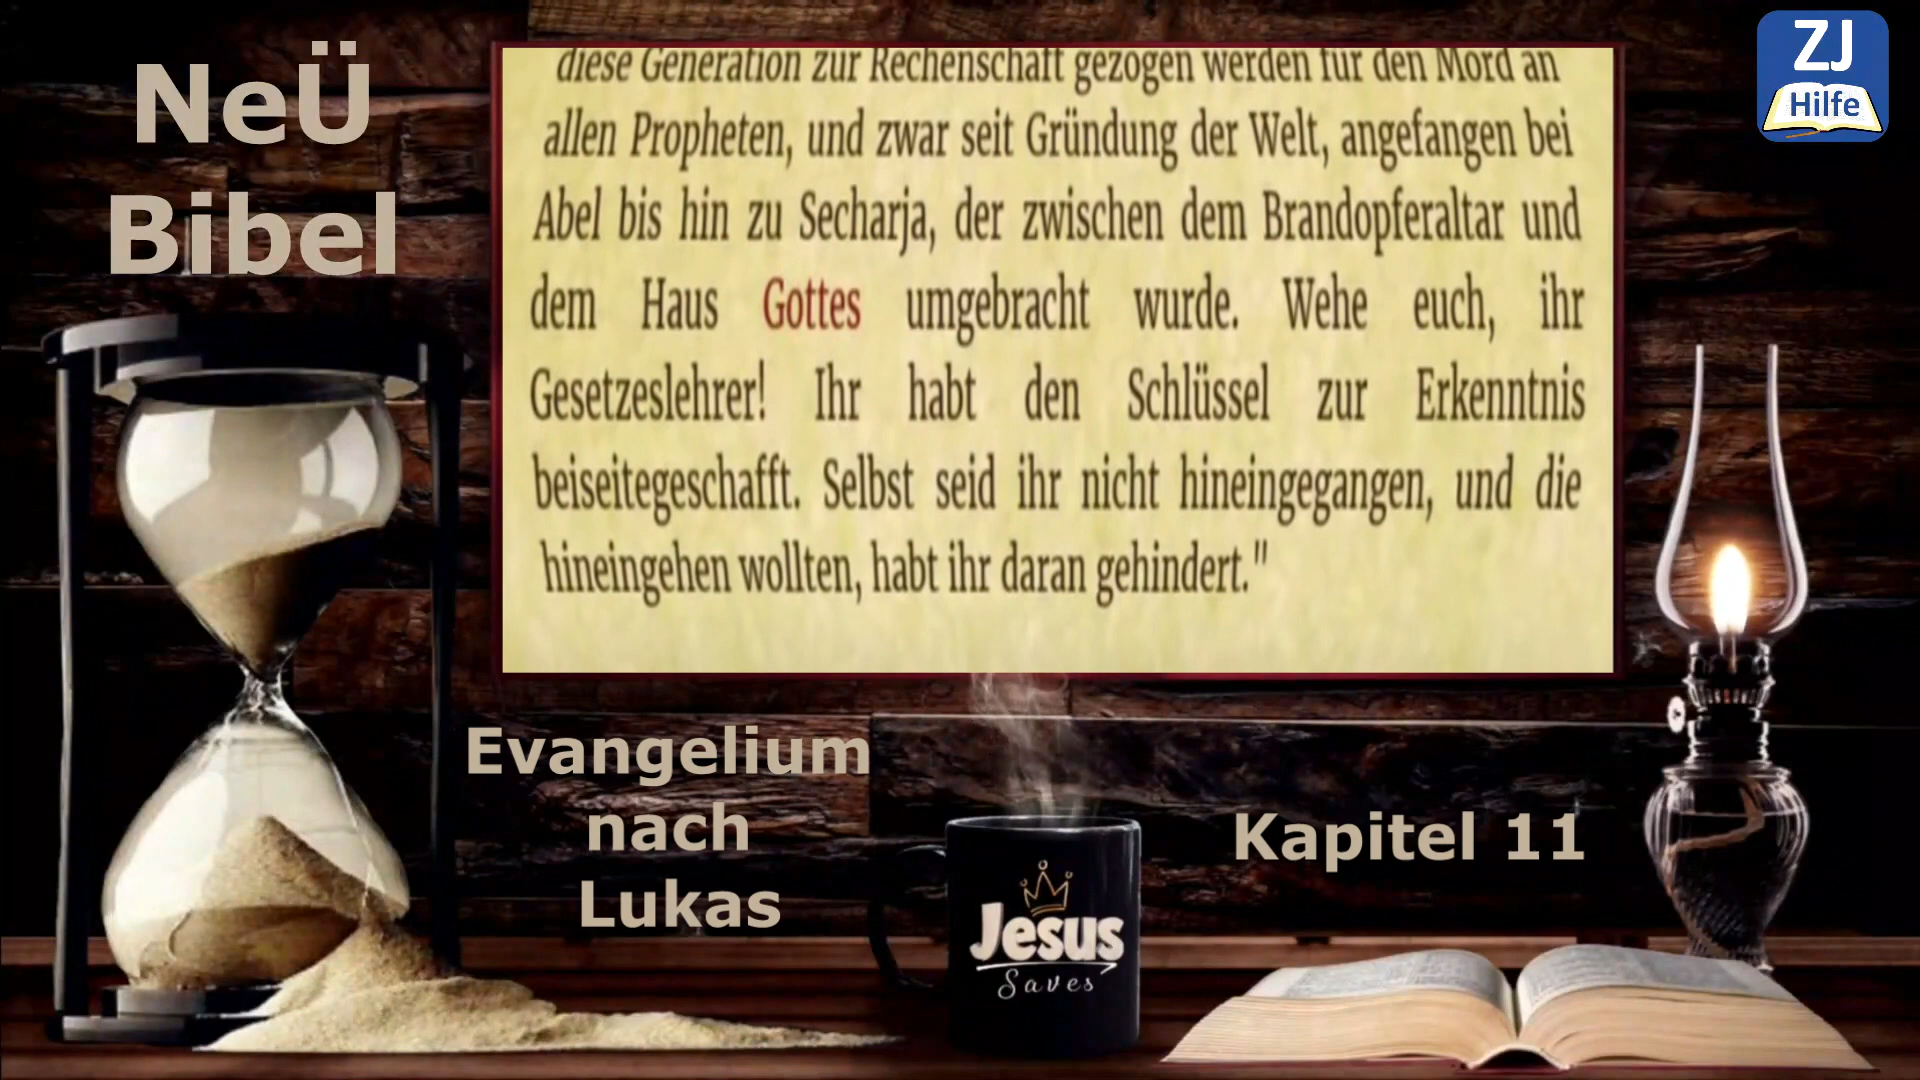 NeÜ
Bibel
diese Generation zur Rechenschaft gezogen werden für den Mord an
allen Propheten, und zwar seit Gründung der Welt, angefangen bei
Abel bis hin zu Secharja, der zwischen dem Brandopferaltar und
dem Haus Gottes umgebracht wurde. Wehe euch, ihr
Gesetzeslehrer! Ihr habt den Schlüssel zur Erkenntnis
beiseitegeschafft. Selbst seid ihr nicht hineingegangen, und die
hineingehen wollten, habt ihr daran gehindert."
ZJ
Hilfe
Evangelium
nach
Lukas
Kapitel 11
Jesus
Saves